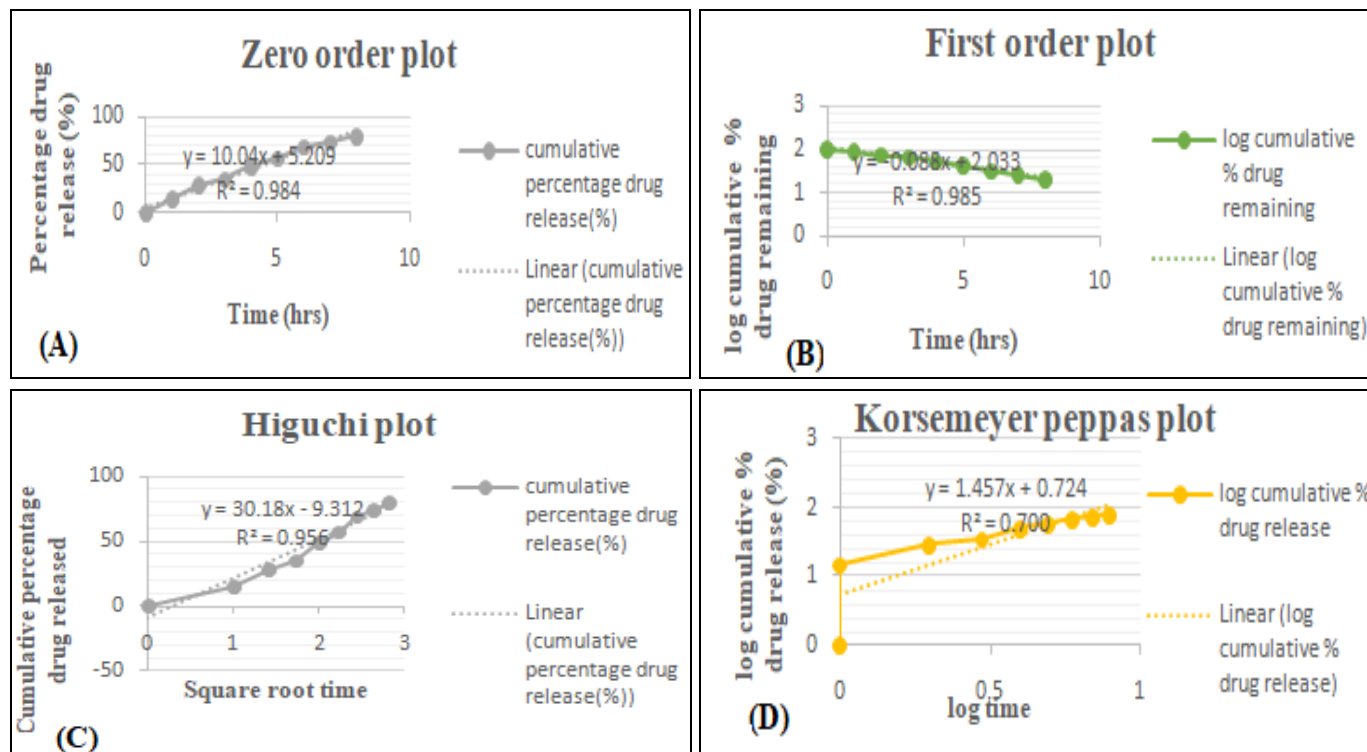 Zero order plot
Percentage drug
release (%)
100
50
0
y = 10.04x + 5.209
R² = 0.984
0
5
10
Time (hrs)
cumulative
percentage drug
release(%)
Linear (cumulative
percentage drug
release(%))
(A)
First order plot
log cumulative %
drug remaining
3
2
1
0
y = -0.088x + 2.033
R² = 0.985
0
5
10
Time (hrs)
log cumulative
% drug
remaining
Linear (log
cumulative %
drug remaining)
(B)
Higuchi plot
Cumulative percentage
drug released
100
50
0
-50
y = 30.18x - 9.312
R² = 0.956
0
1
2
3
Square root time
cumulative
percentage drug
release(%)
Linear
(cumulative
percentage drug
release(%))
(C)
Korsemeyer peppas plot
log cumulative %
drug release (%)
3
2
1
0
y = 1.457x + 0.724
R² = 0.700
0
0.5
1
log time
log cumulative %
drug release
Linear (log
cumulative %
drug release)
(D)